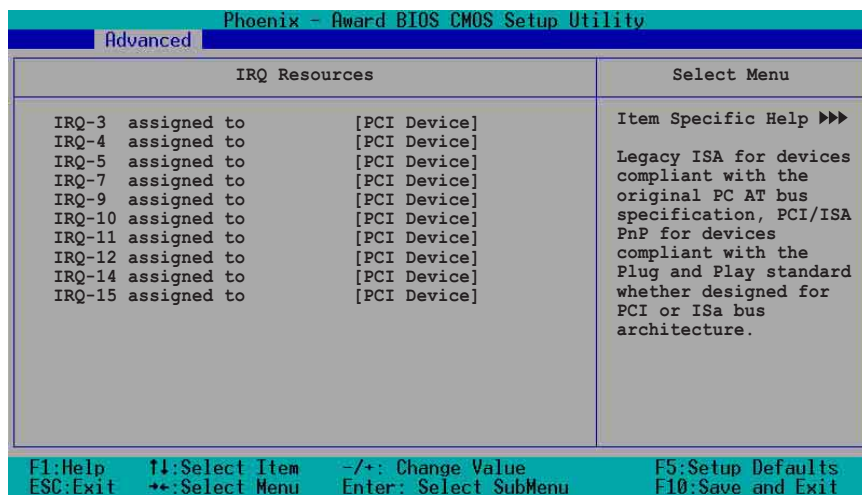 Phoenix - Award BIOS CMOS Setup Utility
Advanced
IRQ Resources
Select Menu
IRQ-3 assigned to [PCI Device]
IRQ-4 assigned to [PCI Device]
IRQ-5 assigned to [PCI Device]
IRQ-7 assigned to [PCI Device]
IRQ-9 assigned to [PCI Device]
IRQ-10 assigned to [PCI Device]
IRQ-11 assigned to [PCI Device]
IRQ-12 assigned to [PCI Device]
IRQ-14 assigned to [PCI Device]
IRQ-15 assigned to [PCI Device]
Item Specific Help ▶▶▶
Legacy ISA for devices
compliant with the
original PC AT bus
specification, PCI/ISA
PnP for devices
compliant with the
Plug and Play standard
whether designed for
PCI or ISa bus
architecture.
F1:Help ↑↓:Select Item -/+: Change Value F5:Setup Defaults
ESC:Exit →←:Select Menu Enter: Select SubMenu F10:Save and Exit